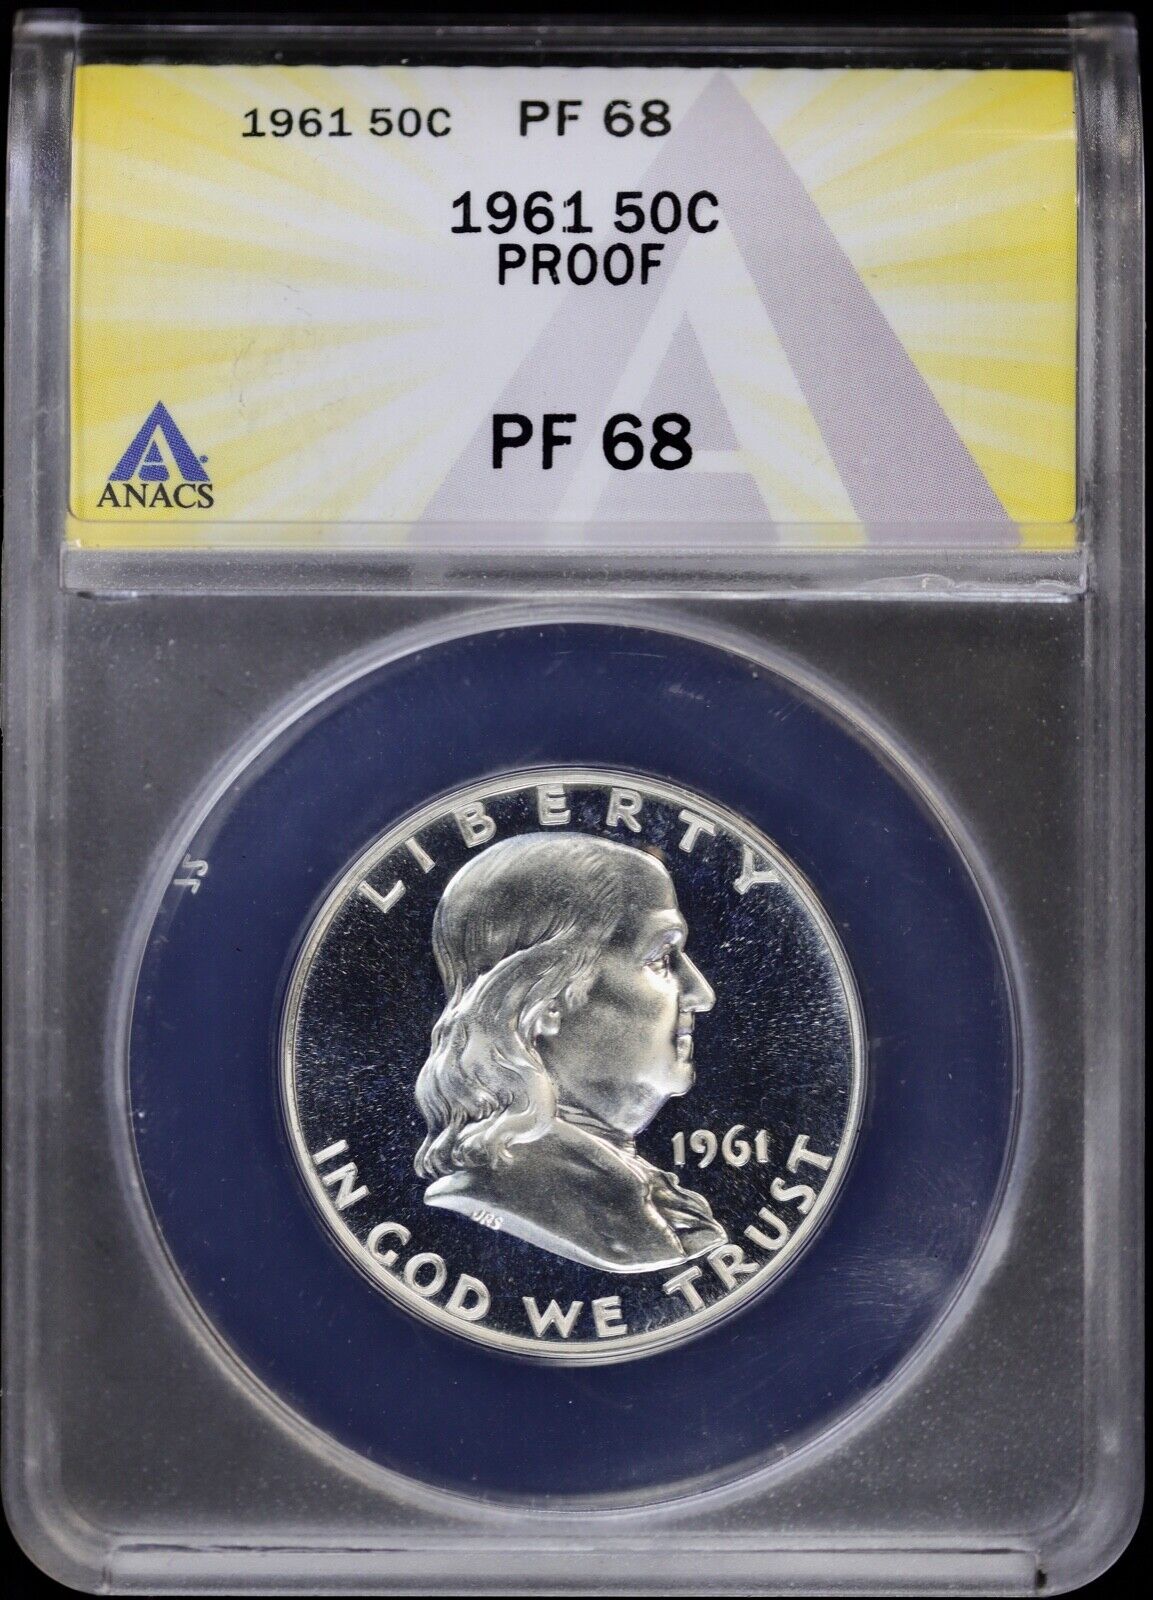 1961 50C PF 68
1961 50C
PROOF
PF 68
ANACS
LIBERTY
1961
JRS
IN GOD WE TRUST